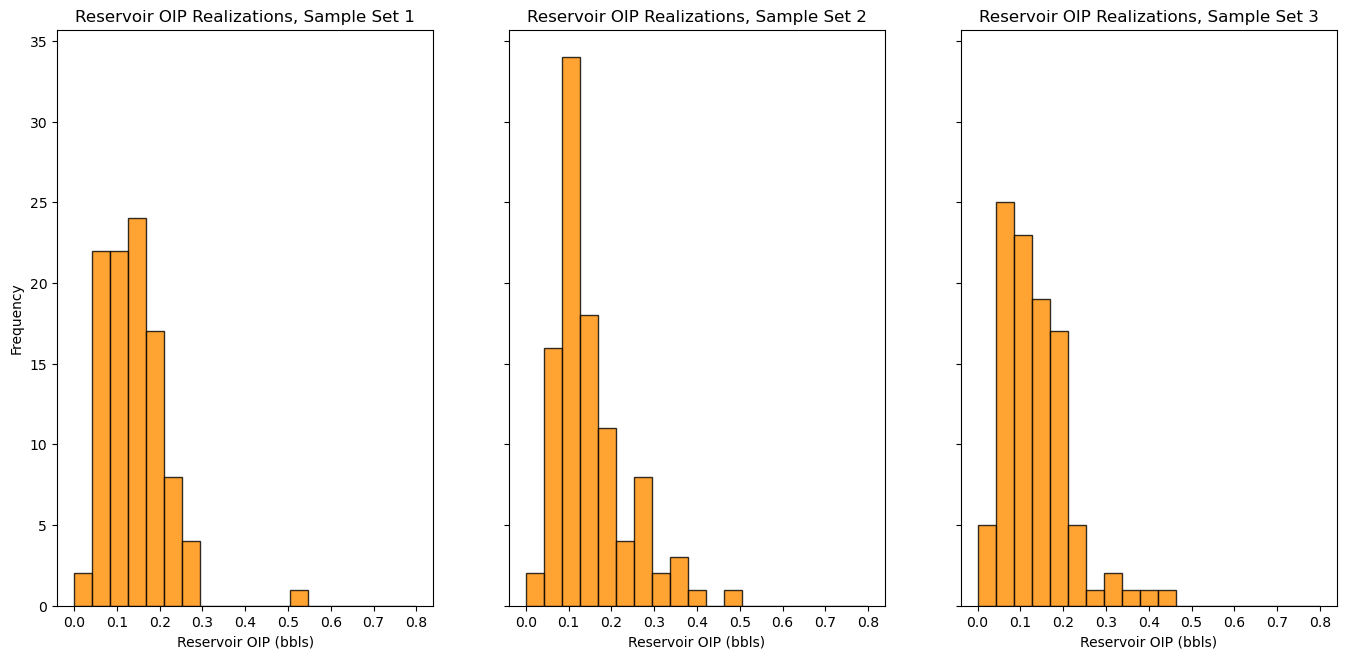 Reservoir OIP Realizations, Sample Set 1
Reservoir OIP Realizations, Sample Set 2
Reservoir OIP Realizations, Sample Set 3
35
30
25
20
15
10
5
0
Frequency
0.0 0.1 0.2 0.3 0.4 0.5 0.6 0.7 0.8
0.0 0.1 0.2 0.3 0.4 0.5 0.6 0.7 0.8
0.0 0.1 0.2 0.3 0.4 0.5 0.6 0.7 0.8
Reservoir OIP (bbls)
Reservoir OIP (bbls)
Reservoir OIP (bbls)